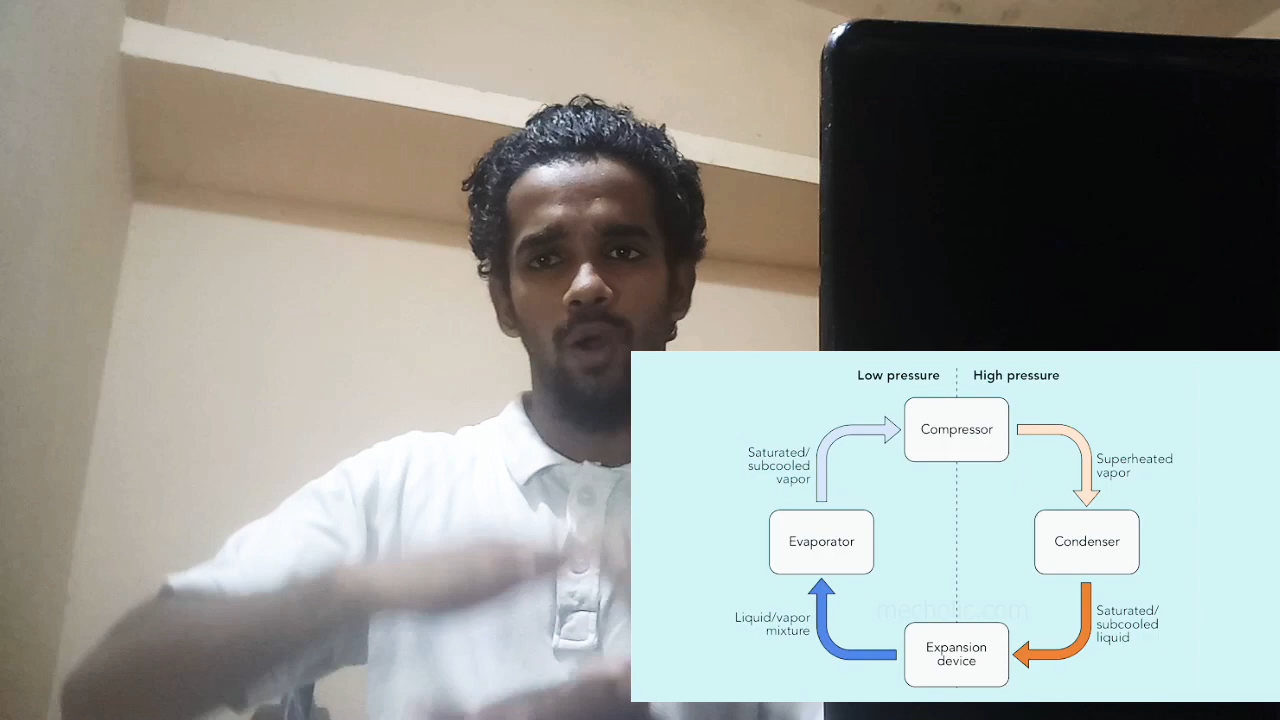 Low pressure
High pressure
Compressor
Saturated/
subcooled
vapor
Superheated
vapor
Evaporator
Condenser
Liquid/vapor
mixture
Saturated/
subcooled
liquid
Expansion
device